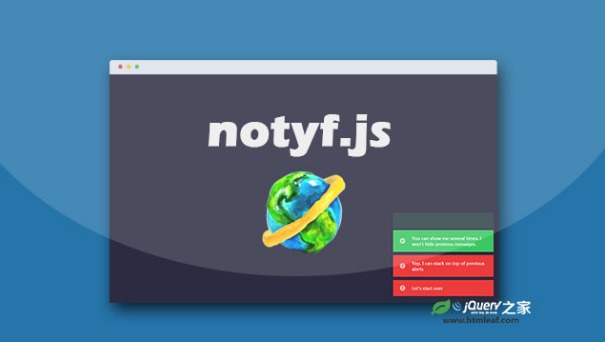 notyf.js
You can show me several times, I
won't hide previous messages.
Yep, I can stack on top of previous
alerts
Let's start over
jQuery之家
www.htmleaf.com